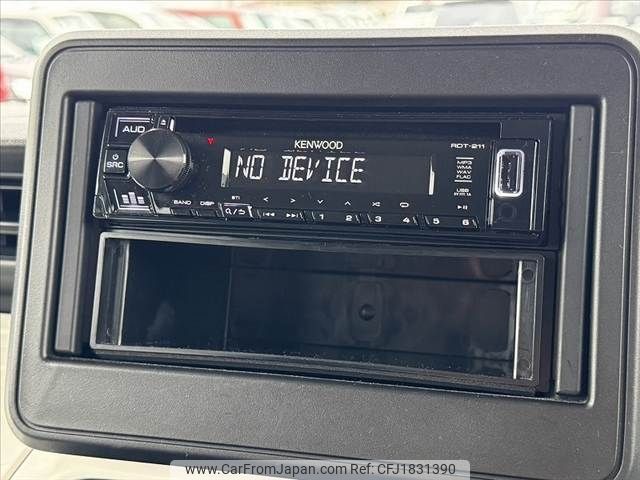 AUD
KENWOOD
RDT-211
NO DEVICE
SRC
MP3
WMA
WAV
FLAC
USB
BAND DISP
1 2 3 4 5 6
www.CarFromJapan.com REF ID: CFJ1831390